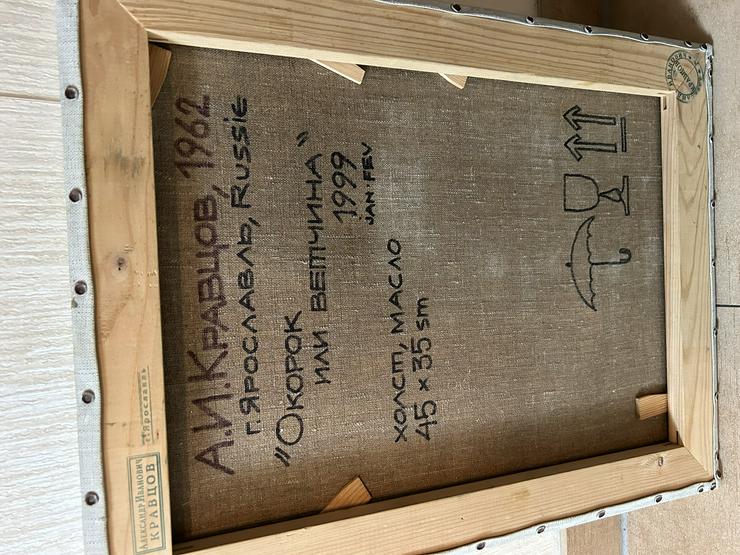 А.И.КРАВЦОВ, 1962
г.ЯРОСЛАВЛЬ, RUSSIE
"ОКОРОК
ИЛИ ВЕТЧИНА"
1999
JAN·FEV
ХОЛСТ, МАСЛО
45 × 35 sm
АЛЕКСАНДР ИВАНОВИЧ
КРАВЦОВ
г.Ярославль